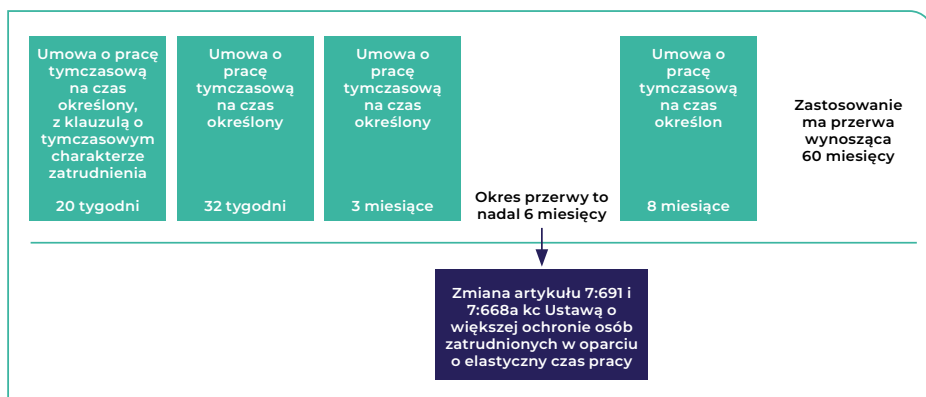 Umowa o pracę
tymczasową
na czas
określony,
z klauzulą o
tymczasowym
charakterze
zatrudnienia
20 tygodni
Umowa o
pracę
tymczasową
na czas
określony
32 tygodni
Umowa o
pracę
tymczasową
na czas
określony
3 miesiące
Okres przerwy to
nadal 6 miesięcy
Umowa o
pracę
tymczasową
na czas
określon
8 miesiące
Zastosowanie
ma przerwa
wynosząca
60 miesięcy
Zmiana artykułu 7:691 i
7:668a kc Ustawą o
większej ochronie osób
zatrudnionych w oparciu
o elastyczny czas pracy